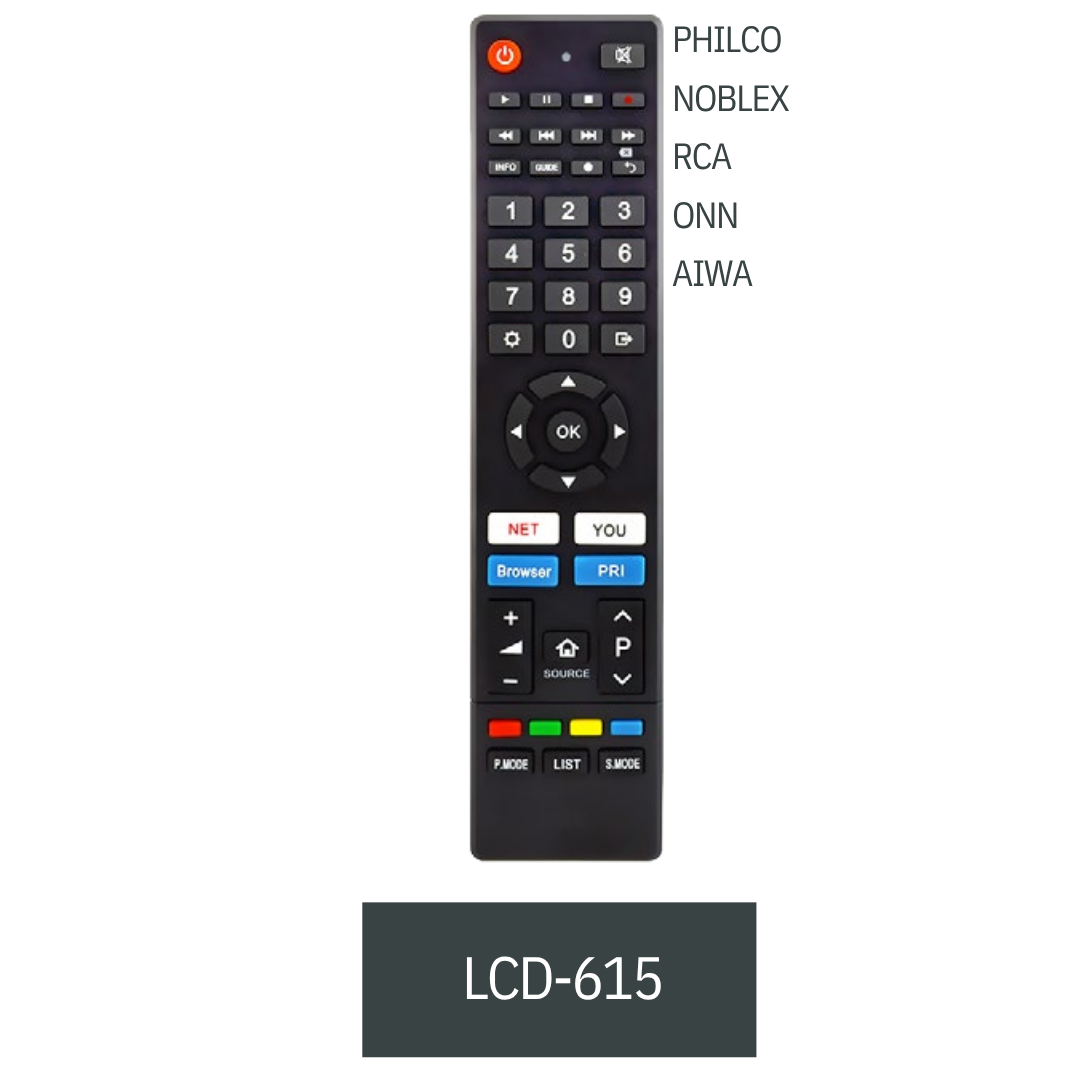 PHILCO
NOBLEX
RCA
ONN
AIWA
INFO GUIDE
1 2 3
4 5 6
7 8 9
0
OK
NET YOU
Browser PRI
+ P
SOURCE
−
P.MODE LIST S.MODE
LCD-615